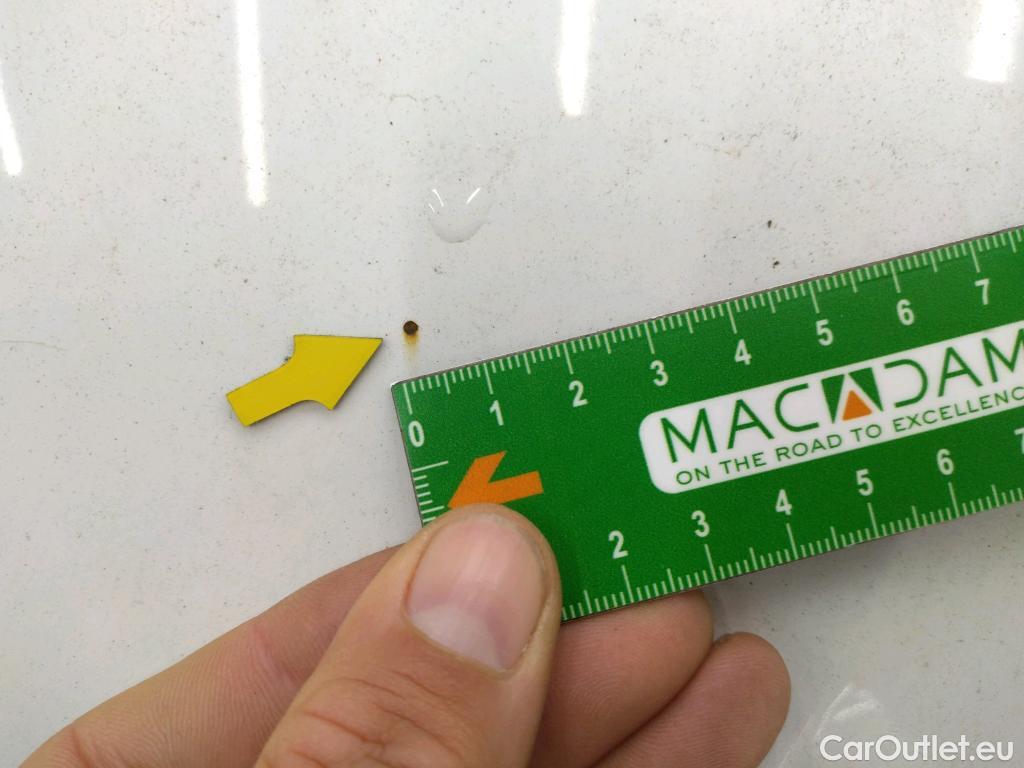 0 1 2 3 4 5 6 7
MACADAM
ON THE ROAD TO EXCELLENC
2 3 4 5 6 7
CarOutlet.eu